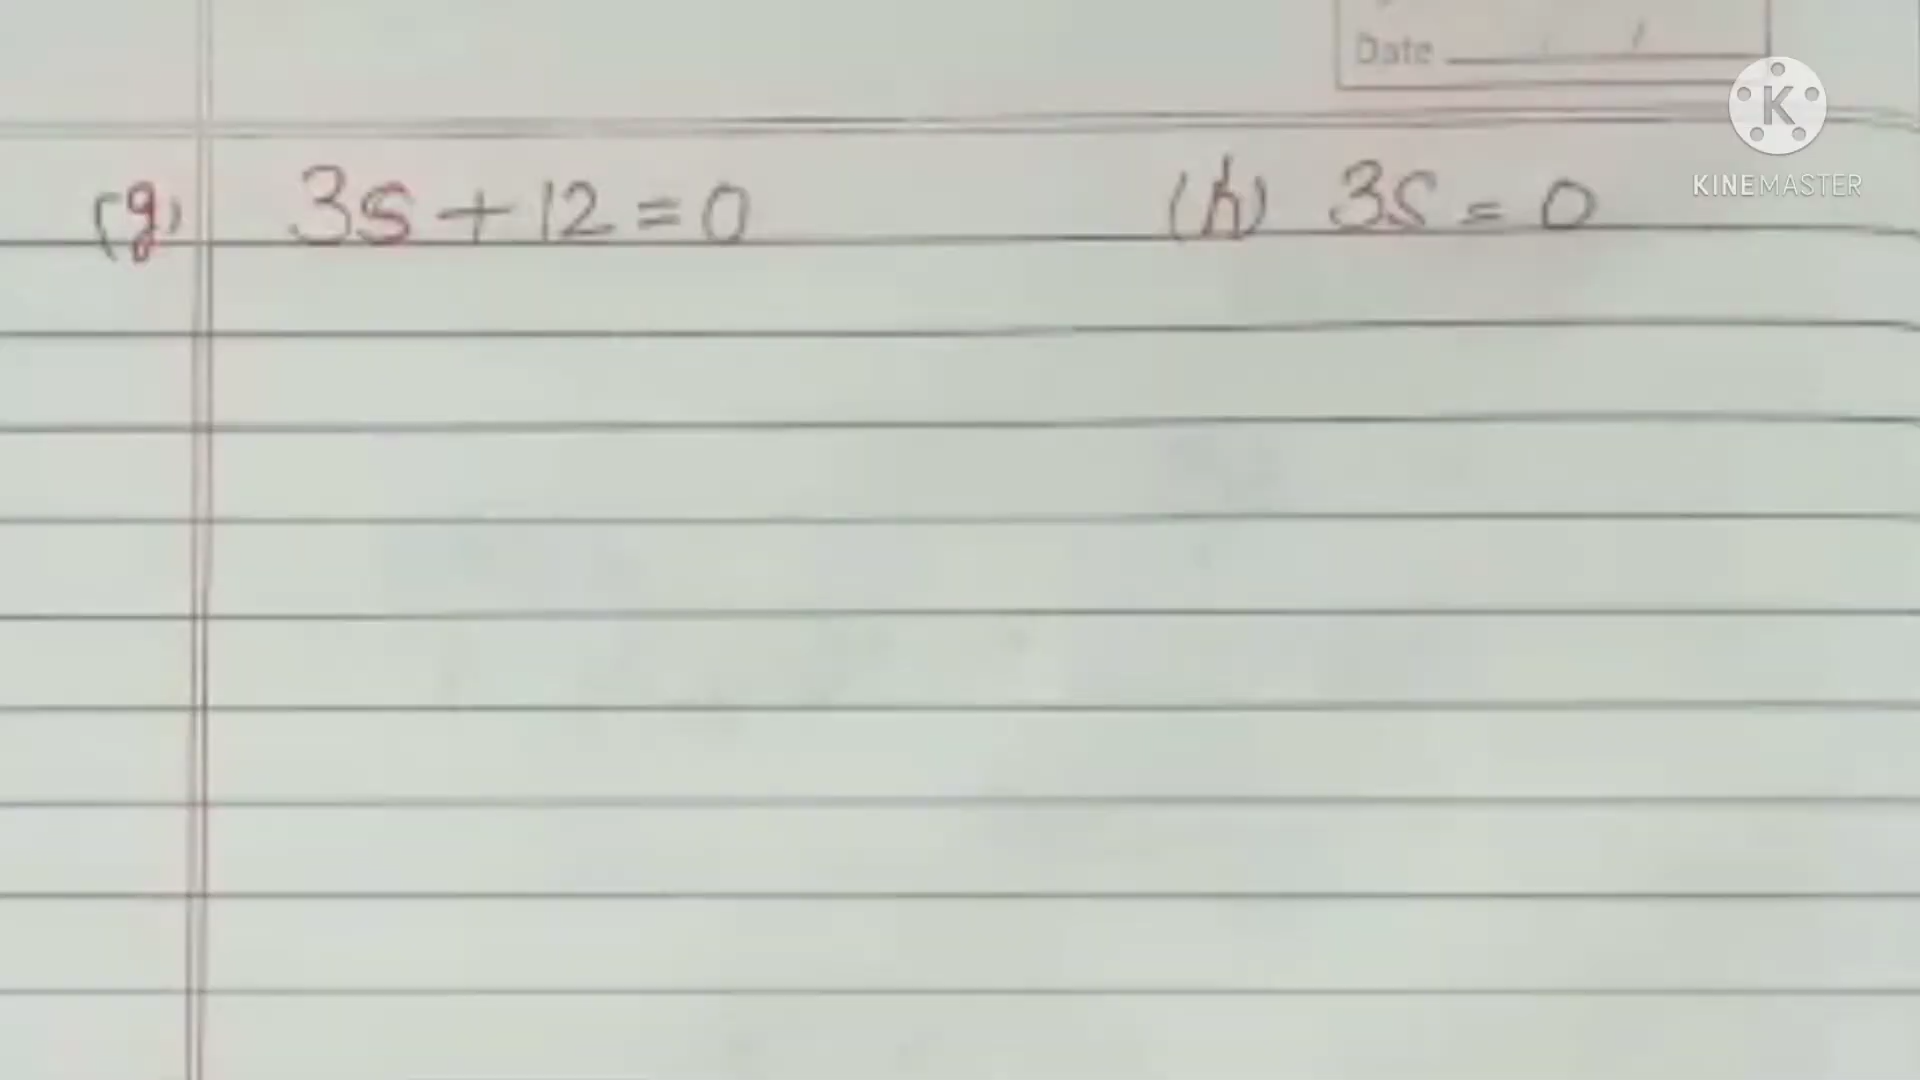 Date
KINEMASTER
(g) 3s + 12 = 0 (h) 3s = 0